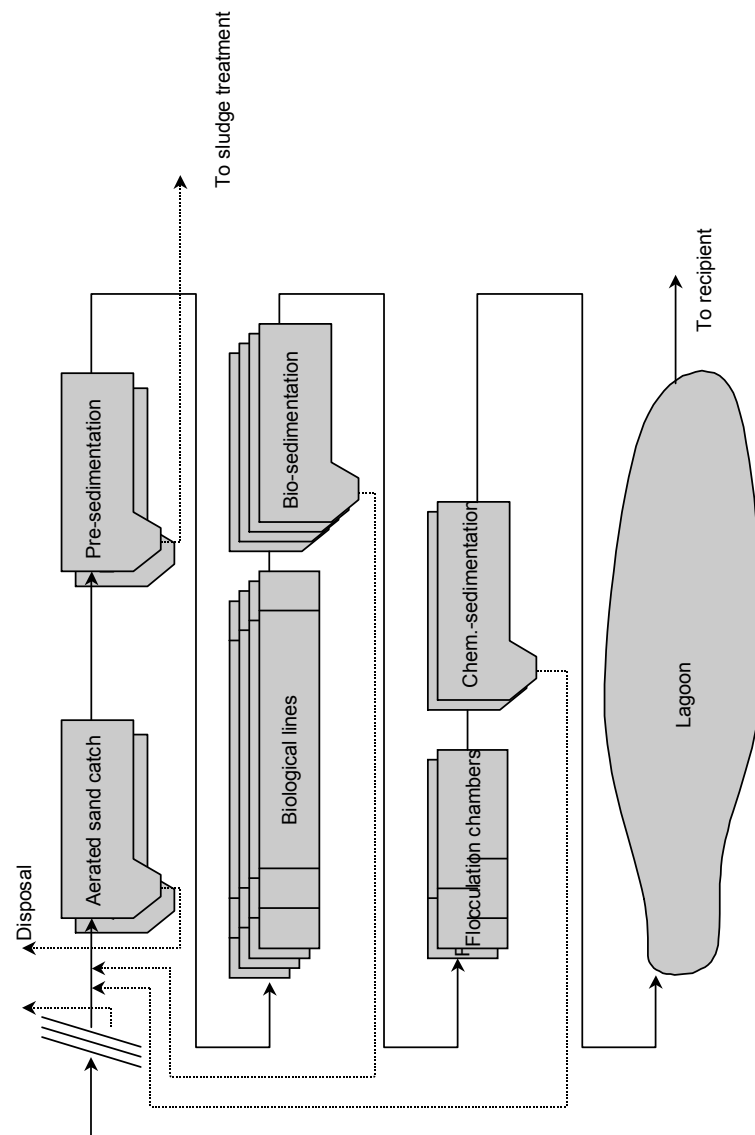 Disposal
Aerated sand catch
Pre-sedimentation
To sludge treatment
Biological lines
Bio-sedimentation
Flocculation chambers
Chem.-sedimentation
Lagoon
To recipient